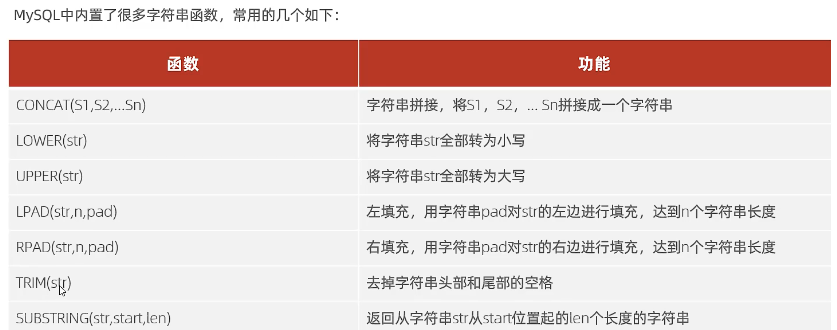 MySQL中内置了很多字符串函数，常用的几个如下：
函数 功能
CONCAT(S1,S2,...Sn) 字符串拼接，将S1，S2，... Sn拼接成一个字符串
LOWER(str) 将字符串str全部转为小写
UPPER(str) 将字符串str全部转为大写
LPAD(str,n,pad) 左填充，用字符串pad对str的左边进行填充，达到n个字符串长度
RPAD(str,n,pad) 右填充，用字符串pad对str的右边进行填充，达到n个字符串长度
TRIM(str) 去掉字符串头部和尾部的空格
SUBSTRING(str,start,len) 返回从字符串str从start位置起的len个长度的字符串